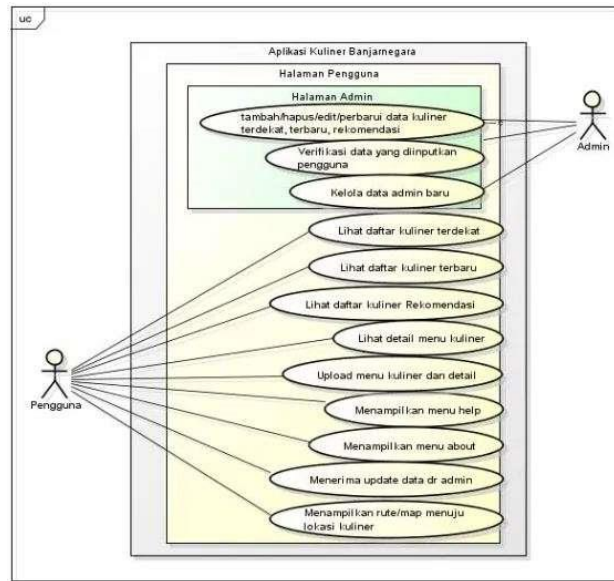 uc
Aplikasi Kuliner Banjarnegara
Halaman Pengguna
Halaman Admin
tambah/hapus/edit/perbarui data kuliner
terdekat, terbaru, rekomendasi
Verifikasi data yang diinputkan
pengguna
Kelola data admin baru
Admin
Lihat daftar kuliner terdekat
Lihat daftar kuliner terbaru
Lihat daftar kuliner Rekomendasi
Lihat detail menu kuliner
Upload menu kuliner dan detail
Pengguna
Menampilkan menu help
Menampilkan menu about
Menerima update data dr admin
Menampilkan rute/map menuju
lokasi kuliner